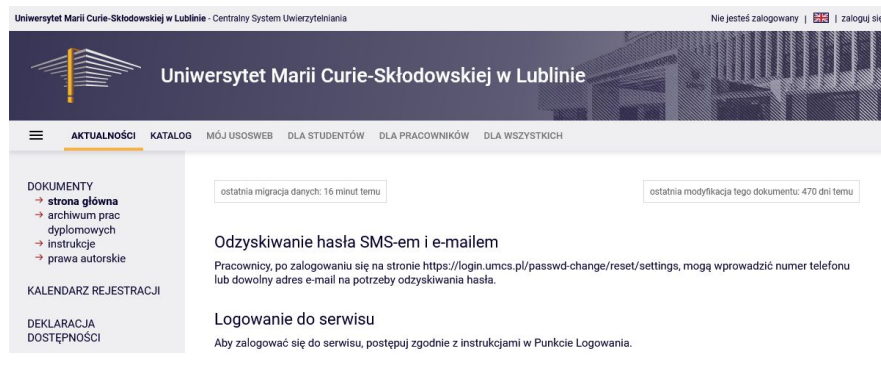 Uniwersytet Marii Curie-Skłodowskiej w Lublinie - Centralny System Uwierzytelniania
Nie jesteś zalogowany | | zaloguj się
Uniwersytet Marii Curie-Skłodowskiej w Lublinie
AKTUALNOŚCI KATALOG MÓJ USOSWEB DLA STUDENTÓW DLA PRACOWNIKÓW DLA WSZYSTKICH
DOKUMENTY
→ strona główna
→ archiwum prac
dyplomowych
→ instrukcje
→ prawa autorskie
KALENDARZ REJESTRACJI
DEKLARACJA
DOSTĘPNOŚCI
ostatnia migracja danych: 16 minut temu
ostatnia modyfikacja tego dokumentu: 470 dni temu
Odzyskiwanie hasła SMS-em i e-mailem
Pracownicy, po zalogowaniu się na stronie https://login.umcs.pl/passwd-change/reset/settings, mogą wprowadzić numer telefonu
lub dowolny adres e-mail na potrzeby odzyskiwania hasła.
Logowanie do serwisu
Aby zalogować się do serwisu, postępuj zgodnie z instrukcjami w Punkcie Logowania.